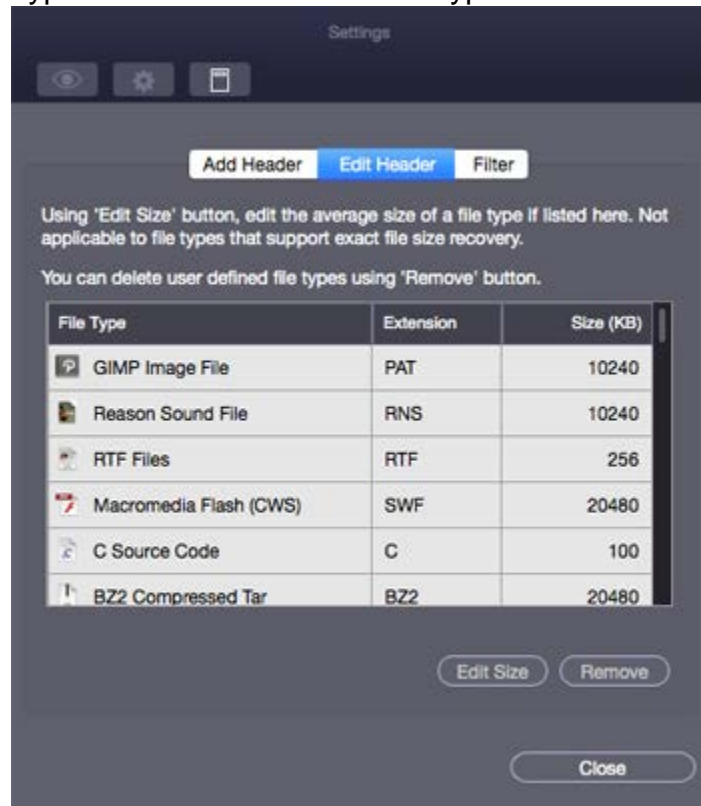 Settings
Add Header Edit Header Filter
Using 'Edit Size' button, edit the average size of a file type if listed here. Not
applicable to file types that support exact file size recovery.
You can delete user defined file types using 'Remove' button.
File Type Extension Size (KB)
GIMP Image File PAT 10240
Reason Sound File RNS 10240
RTF Files RTF 256
Macromedia Flash (CWS) SWF 20480
C Source Code C 100
BZ2 Compressed Tar BZ2 20480
Edit Size Remove
Close